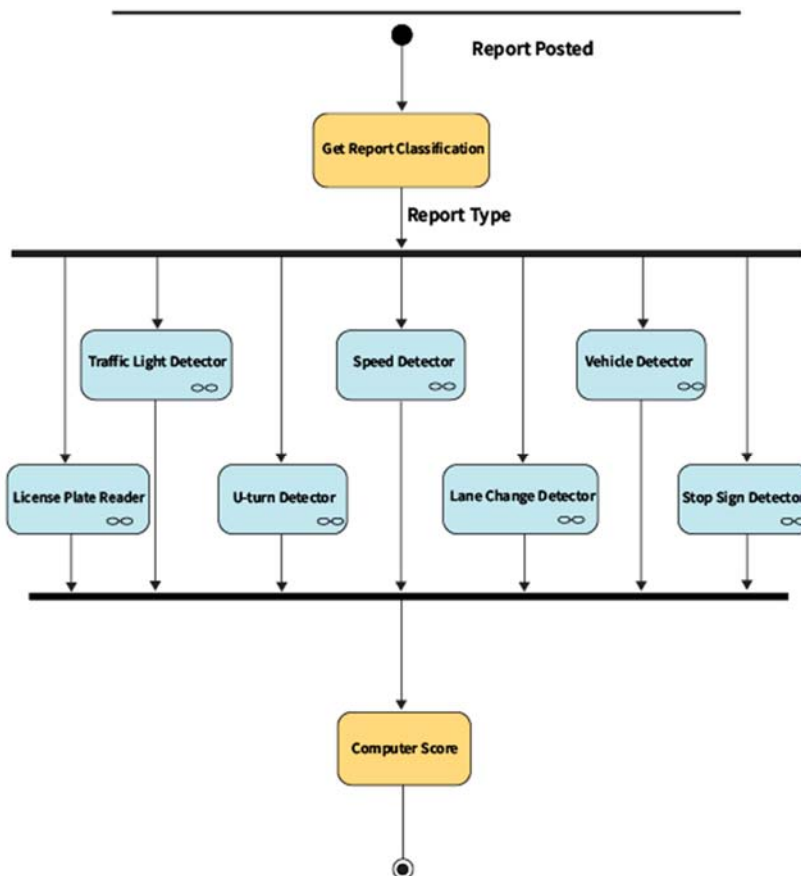 Report Posted
Get Report Classification
Report Type
Traffic Light Detector
Speed Detector
Vehicle Detector
License Plate Reader
U-turn Detector
Lane Change Detector
Stop Sign Detector
Computer Score